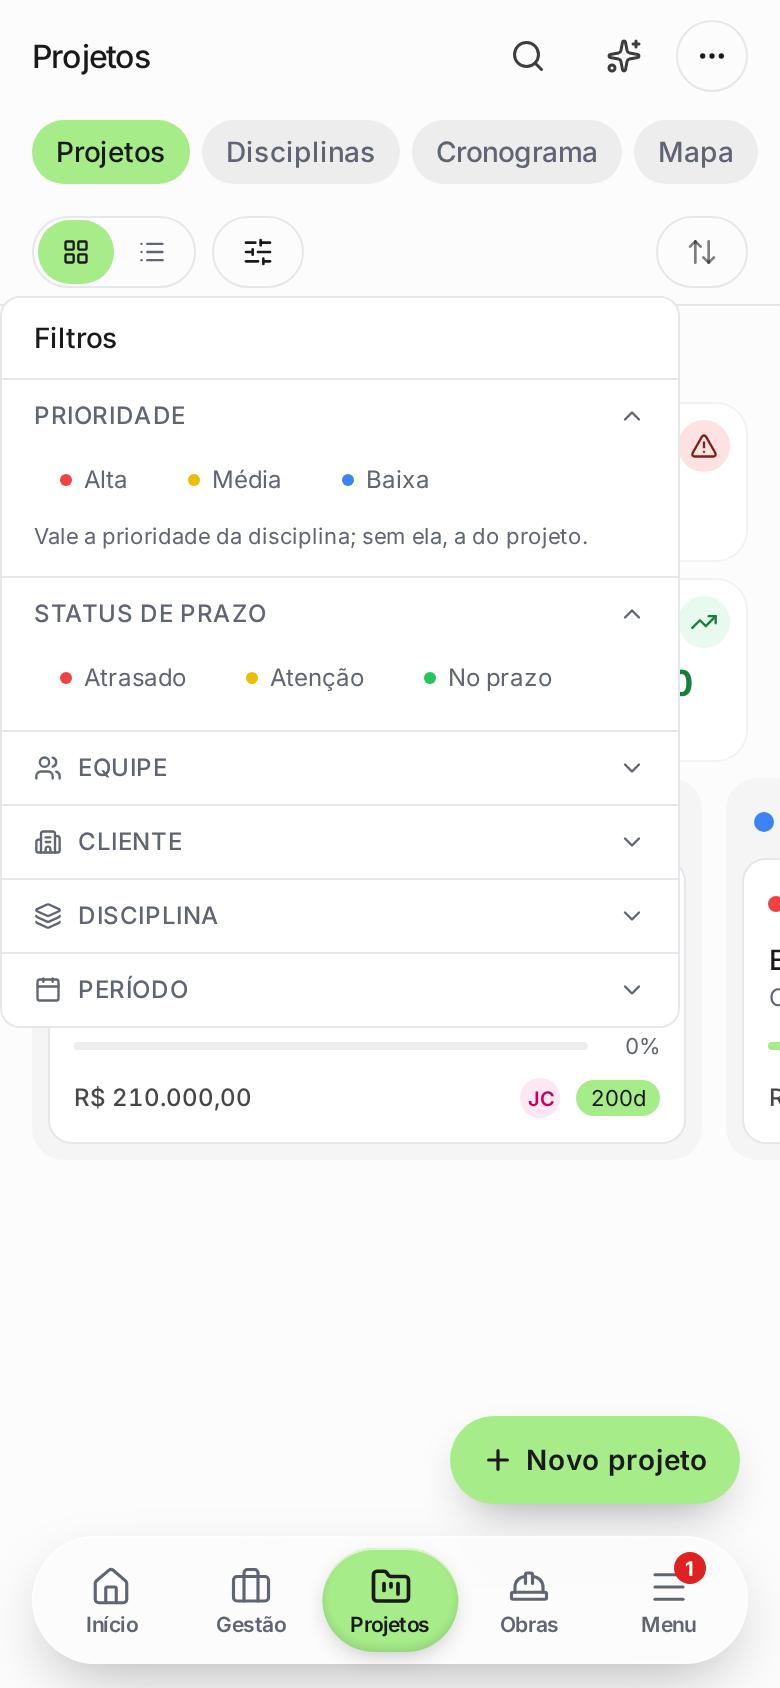 Projetos
Projetos Disciplinas Cronograma Mapa
Filtros
PRIORIDADE
Alta Média Baixa
Vale a prioridade da disciplina; sem ela, a do projeto.
STATUS DE PRAZO
Atrasado Atenção No prazo
EQUIPE
CLIENTE
DISCIPLINA
PERÍODO
0%
R$ 210.000,00 JC 200d
+ Novo projeto
1
Início Gestão Projetos Obras Menu